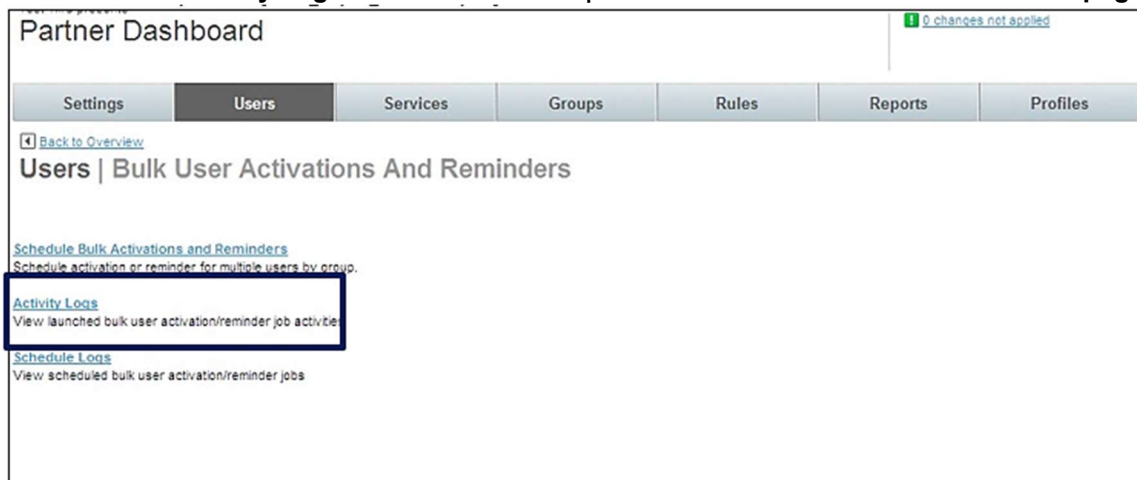 Partner Dashboard
0 changes not applied
Settings Users Services Groups Rules Reports Profiles
Back to Overview
Users | Bulk User Activations And Reminders
Schedule Bulk Activations and Reminders
Schedule activation or reminder for multiple users by group.
Activity Logs
View launched bulk user activation/reminder job activities
Schedule Logs
View scheduled bulk user activation/reminder jobs